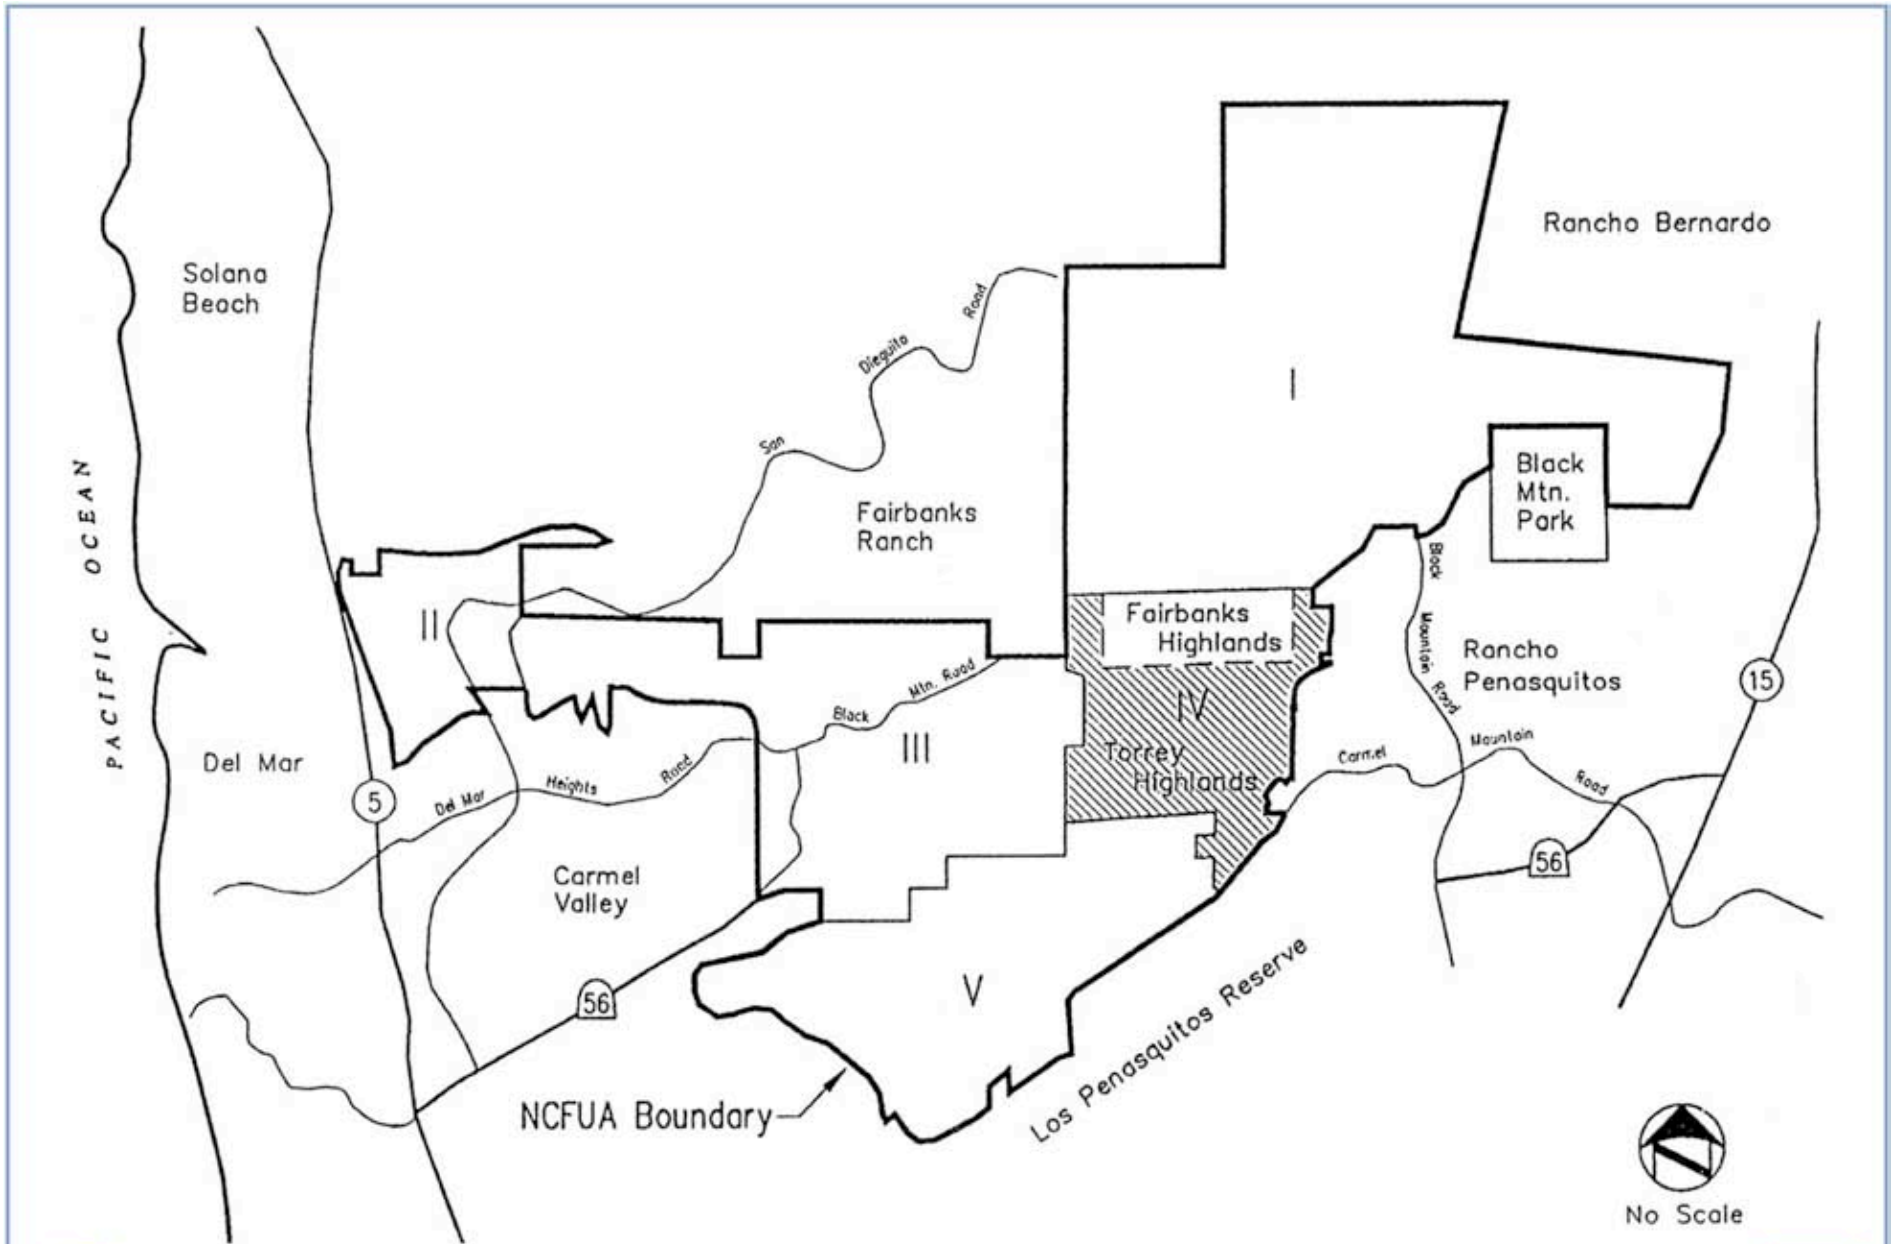 Rancho Bernardo
Solana
Beach
Road
Dieguito
San
I
PACIFIC OCEAN
Fairbanks
Ranch
Black
Mtn.
Park
Black
Mountain
Road
Fairbanks
Highlands
II
Rancho
Penasquitos
15
Mtn. Road
Black
III
IV
Torrey
Highlands
Carmel
Mountain
Road
Del Mar
5
Del Mar
Heights
Road
56
Carmel
Valley
56
V
Los Penasquitos Reserve
NCFUA Boundary
No Scale